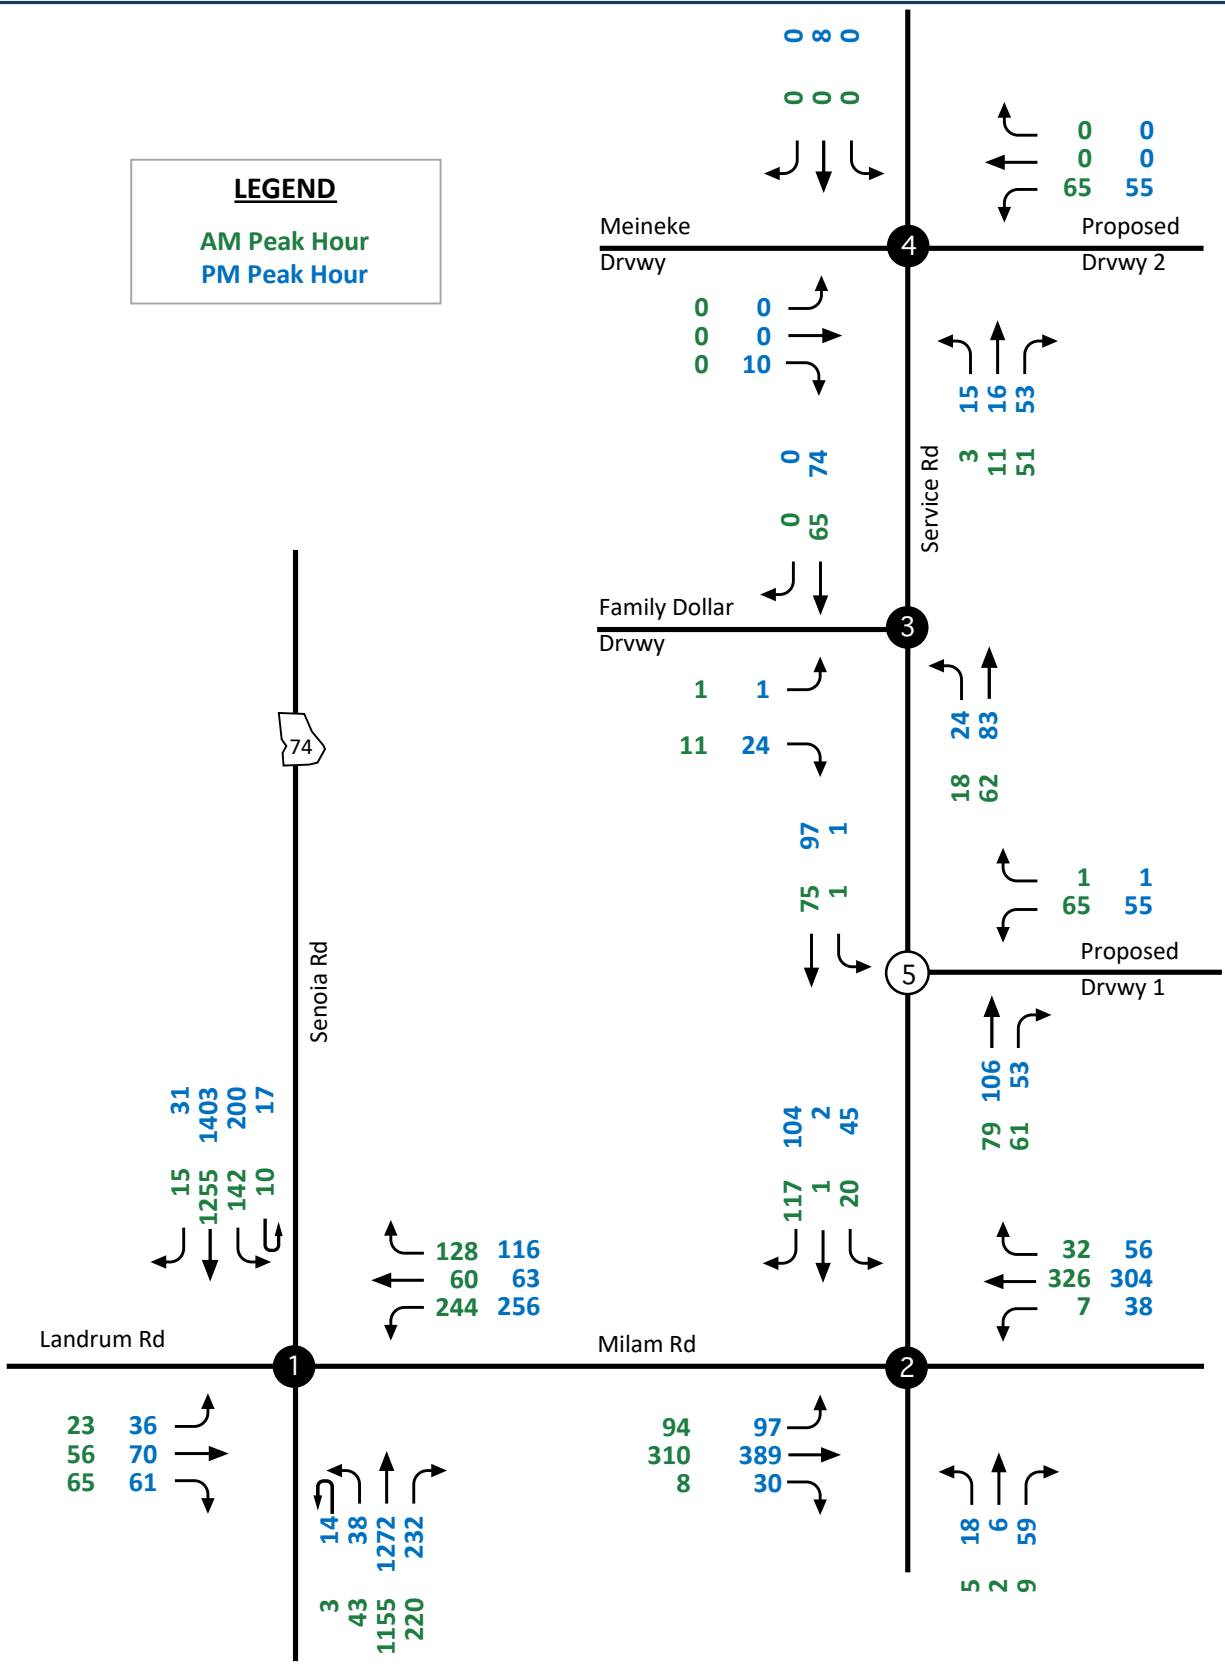 0 8 0
0 0 0
0 0
0 0
65 55
LEGEND
AM Peak Hour
PM Peak Hour
Meineke
Drvwy
4
Proposed
Drvwy 2
0 0
0 0
0 10
15 16 53
3 11 51
0 74
0 65
Service Rd
Family Dollar
Drvwy
3
1 1
11 24
24 83
18 62
97 1
75 1
1 1
65 55
Proposed
Drvwy 1
5
74
Senoia Rd
106 53
79 61
31 1403 200 17
15 1255 142 10
104 2 45
117 1 20
128 116
60 63
244 256
32 56
326 304
7 38
Landrum Rd
1
Milam Rd
2
23 36
56 70
65 61
94 97
310 389
8 30
14 38 1272 232
3 43 1155 220
18 6 59
5 2 9